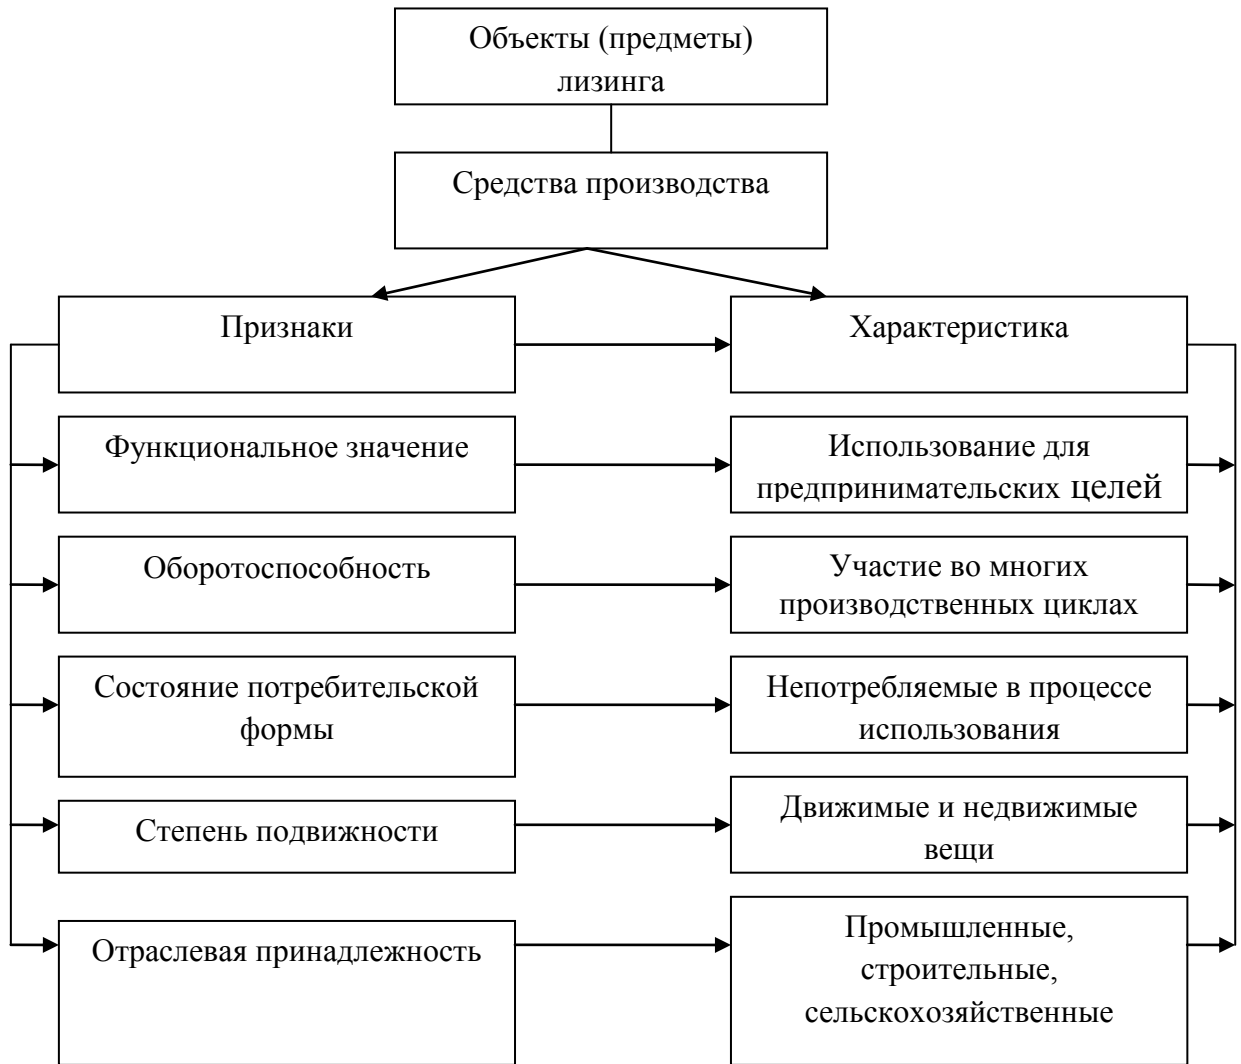 Объекты (предметы)
лизинга
Средства производства
Признаки
Характеристика
Функциональное значение
Использование для
предпринимательских целей
Оборотоспособность
Участие во многих
производственных циклах
Состояние потребительской
формы
Непотребляемые в процессе
использования
Степень подвижности
Движимые и недвижимые
вещи
Отраслевая принадлежность
Промышленные,
строительные,
сельскохозяйственные